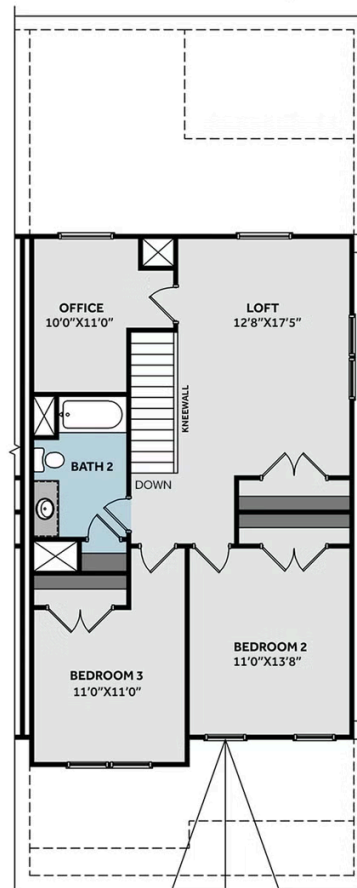 OFFICE
10'0"X11'0"
LOFT
12'8"X17'5"
KNEEWALL
BATH 2
DOWN
BEDROOM 2
11'0"X13'8"
BEDROOM 3
11'0"X11'0"